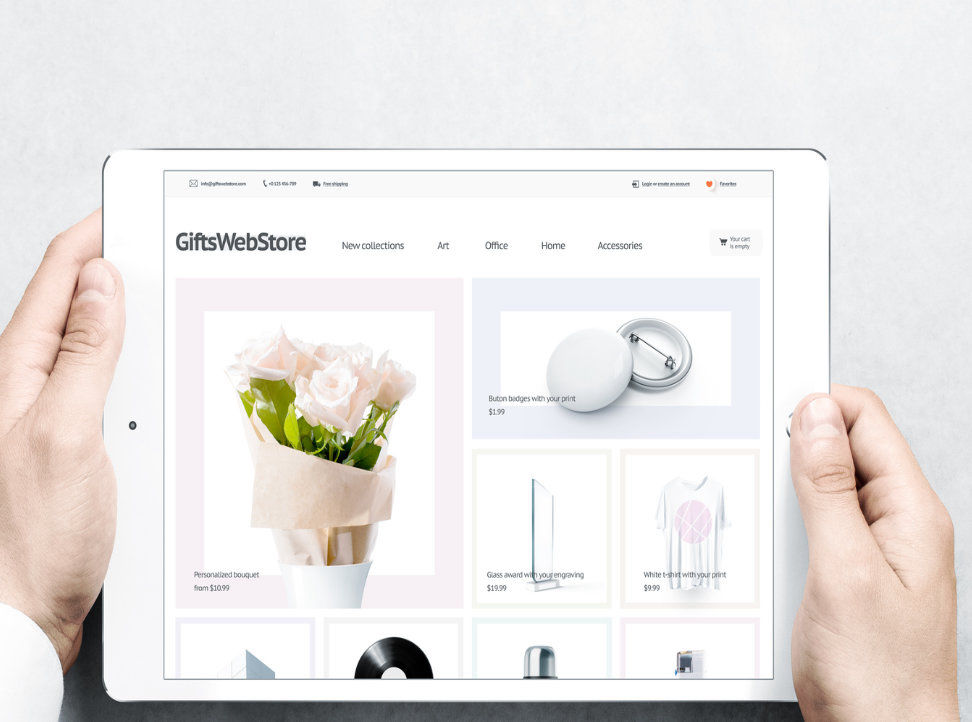 info@giftswebstore.com
+0 123 456-789
Free shipping
Login or create an account
Favorites
GiftsWebStore
New collections
Art
Office
Home
Accessories
Your cart
is empty
Buton badges with your print
$1.99
Personalized bouquet
from $10.99
Glass award with your engraving
$19.99
White t-shirt with your print
$9.99